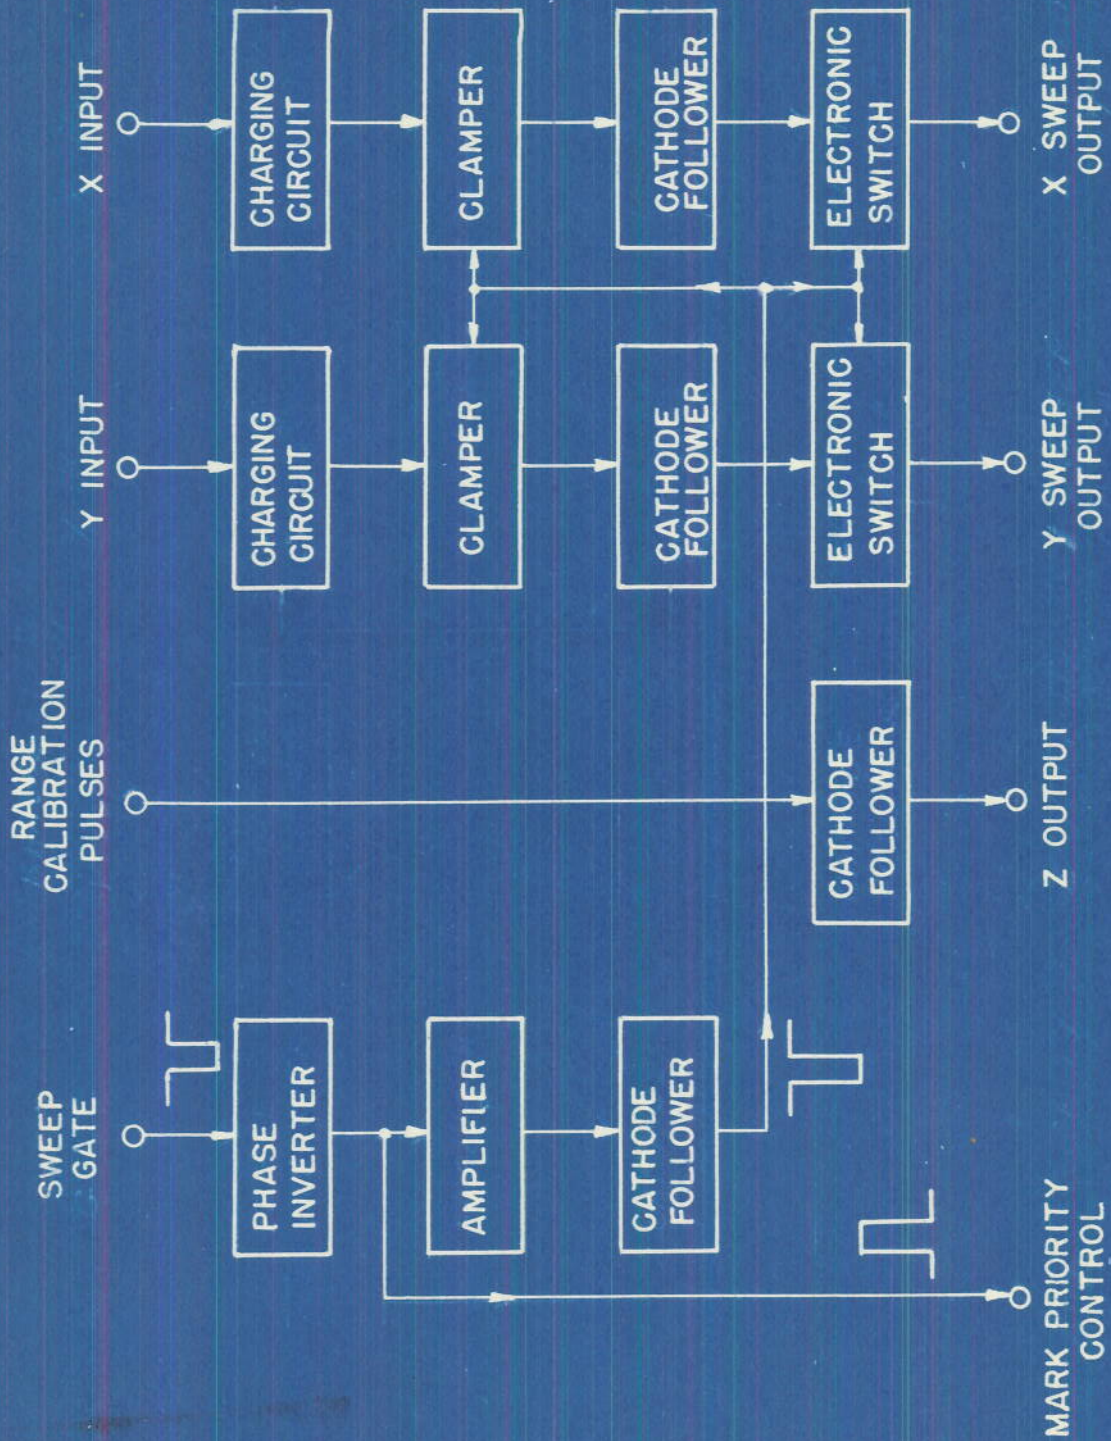 SWEEP
GATE
RANGE
CALIBRATION
PULSES
Y INPUT
X INPUT
PHASE
INVERTER
CHARGING
CIRCUIT
CHARGING
CIRCUIT
AMPLIFIER
CLAMPER
CLAMPER
CATHODE
FOLLOWER
CATHODE
FOLLOWER
CATHODE
FOLLOWER
CATHODE
FOLLOWER
ELECTRONIC
SWITCH
ELECTRONIC
SWITCH
MARK PRIORITY
CONTROL
Z OUTPUT
Y SWEEP
OUTPUT
X SWEEP
OUTPUT